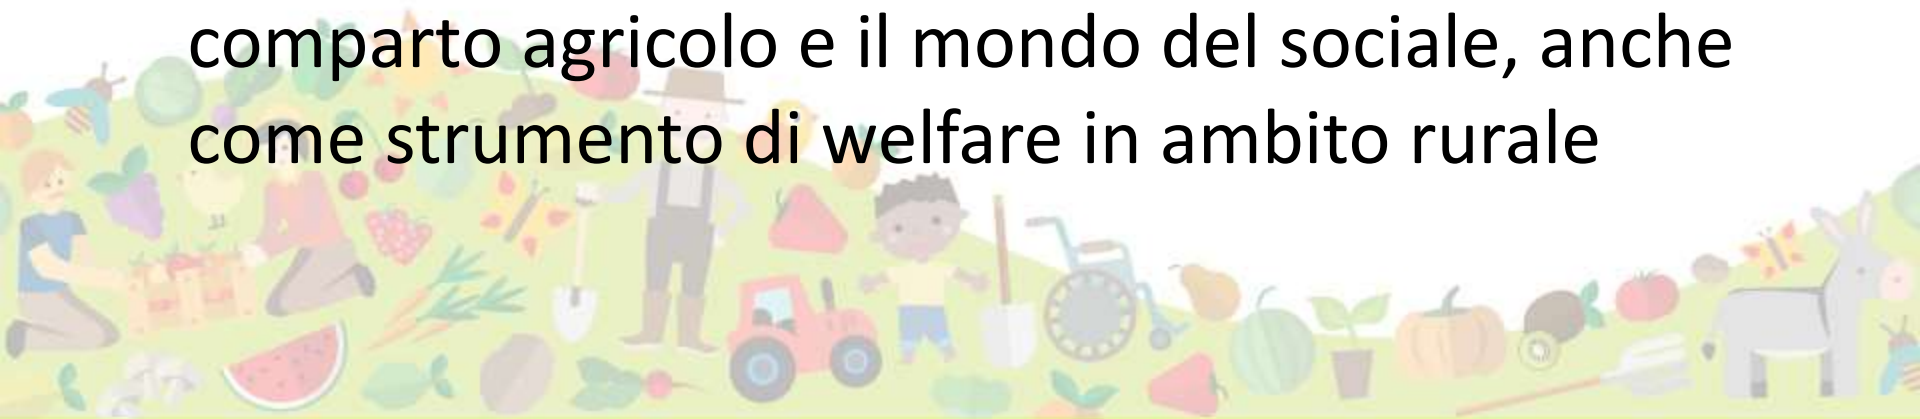 comparto agricolo e il mondo del sociale, anche
come strumento di welfare in ambito rurale